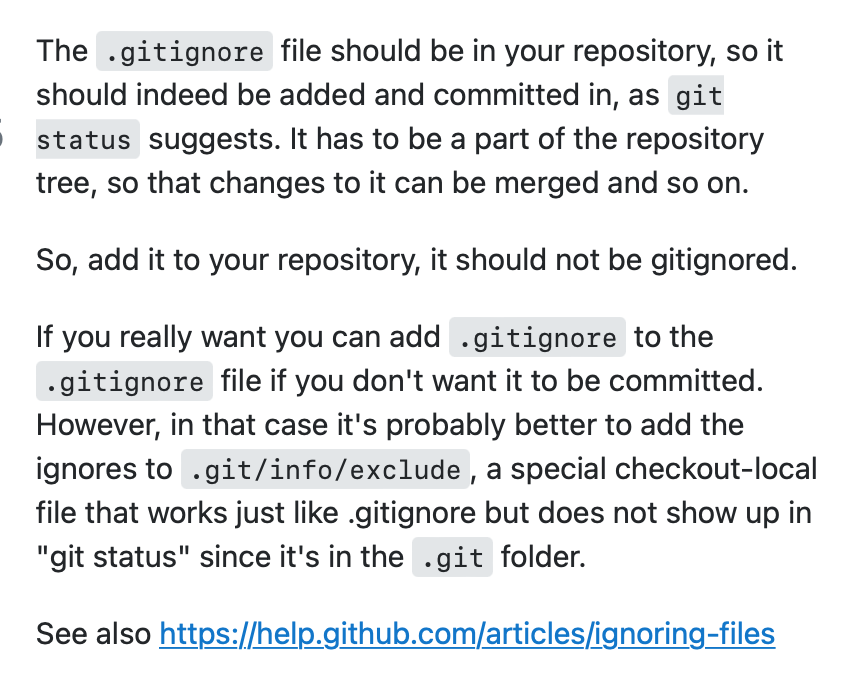 The .gitignore file should be in your repository, so it
should indeed be added and committed in, as git
status suggests. It has to be a part of the repository
tree, so that changes to it can be merged and so on.
So, add it to your repository, it should not be gitignored.
If you really want you can add .gitignore to the
.gitignore file if you don't want it to be committed.
However, in that case it's probably better to add the
ignores to .git/info/exclude, a special checkout-local
file that works just like .gitignore but does not show up in
"git status" since it's in the .git folder.
See also https://help.github.com/articles/ignoring-files